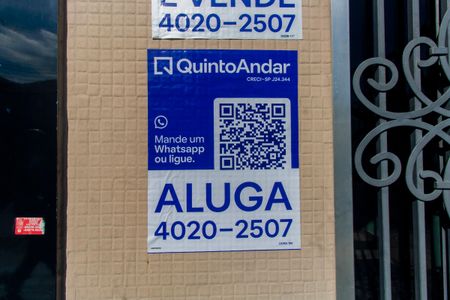 E VENDE
4020-2507
QuintoAndar
CRECI-SP J24.344
Mande um
Whatsapp
ou ligue.
ALUGA
4020-2507